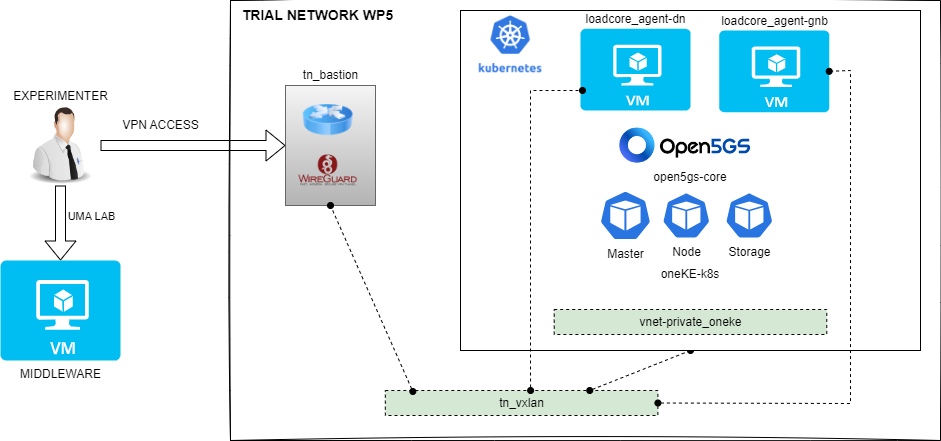 TRIAL NETWORK WP5
loadcore_agent-dn
loadcore_agent-gnb
kubernetes
VM
VM
tn_bastion
EXPERIMENTER
VPN ACCESS
WIREGUARD
Open5GS
open5gs-core
UMA LAB
Master
Node
Storage
oneKE-k8s
vnet-private_oneke
VM
MIDDLEWARE
tn_vxlan